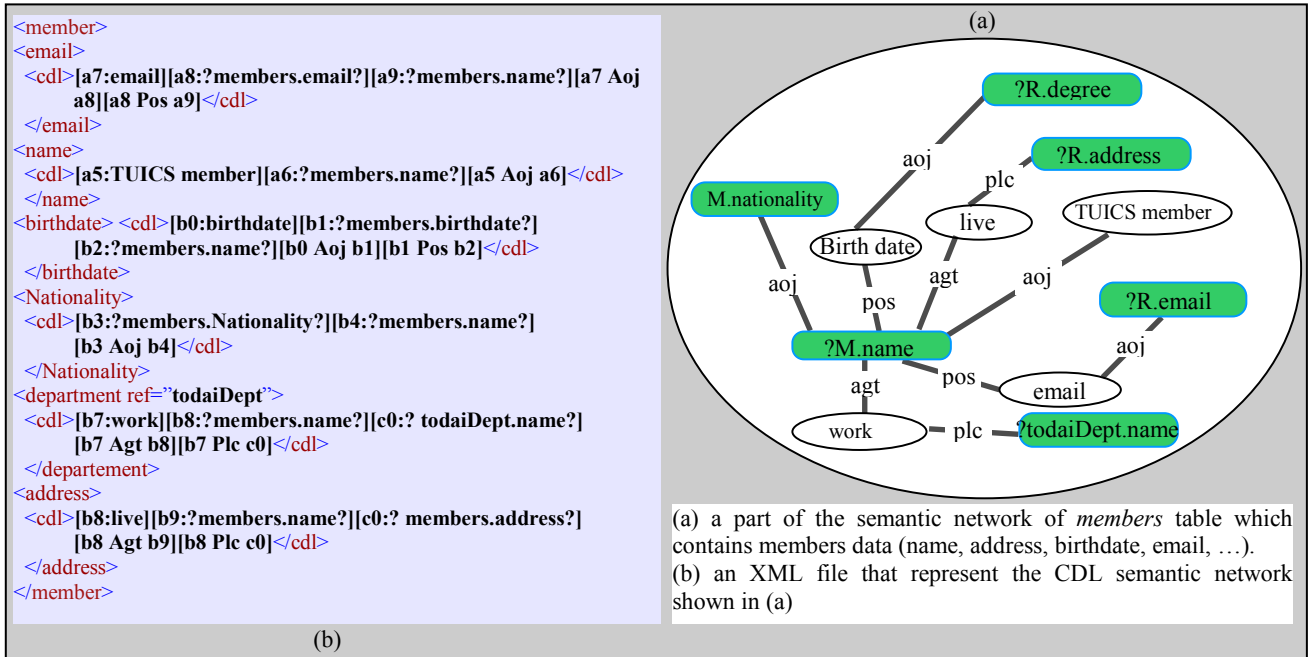 <member>
<email>
<cdl>[a7:email][a8:?members.email?][a9:?members.name?][a7 Aoj
a8][a8 Pos a9]</cdl>
</email>
<name>
<cdl>[a5:TUICS member][a6:?members.name?][a5 Aoj a6]</cdl>
</name>
<birthdate> <cdl>[b0:birthdate][b1:?members.birthdate?]
[b2:?members.name?][b0 Aoj b1][b1 Pos b2]</cdl>
</birthdate>
<Nationality>
<cdl>[b3:?members.Nationality?][b4:?members.name?]
[b3 Aoj b4]</cdl>
</Nationality>
<department ref=”todaiDept”>
<cdl>[b7:work][b8:?members.name?][c0:? todaiDept.name?]
[b7 Agt b8][b7 Plc c0]</cdl>
</departement>
<address>
<cdl>[b8:live][b9:?members.name?][c0:? members.address?]
[b8 Agt b9][b8 Plc c0]</cdl>
</address>
</member>
(b)
(a)
?R.degree
aoj
?R.address
plc
M.nationality
TUICS member
live
Birth date
agt
aoj
aoj
pos
?R.email
?M.name
aoj
pos
agt
email
work
plc
?todaiDept.name
(a) a part of the semantic network of members table which
contains members data (name, address, birthdate, email, …).
(b) an XML file that represent the CDL semantic network
shown in (a)